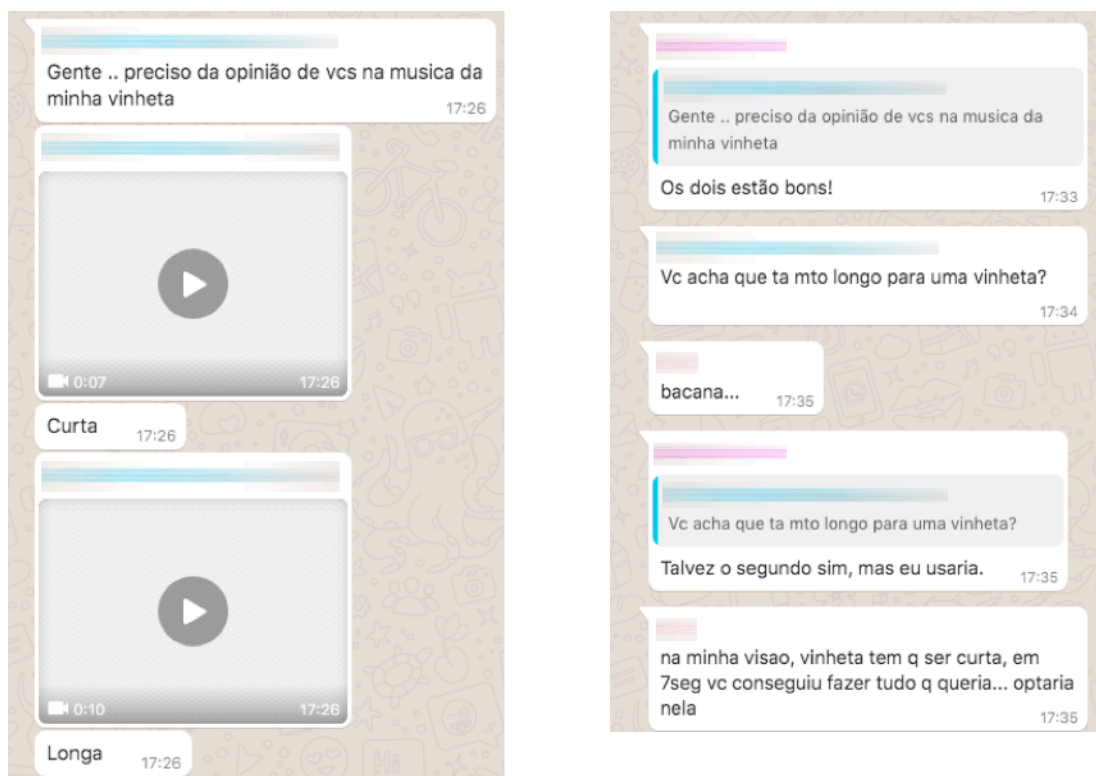 Gente .. preciso da opinião de vcs na musica da
minha vinheta
17:26
0:07
17:26
Curta
17:26
0:10
17:26
Longa
17:26
Gente .. preciso da opinião de vcs na musica da
minha vinheta
Os dois estão bons!
17:33
Vc acha que ta mto longo para uma vinheta?
17:34
bacana...
17:35
Vc acha que ta mto longo para uma vinheta?
Talvez o segundo sim, mas eu usaria.
17:35
na minha visao, vinheta tem q ser curta, em
7seg vc conseguiu fazer tudo q queria... optaria
nela
17:35